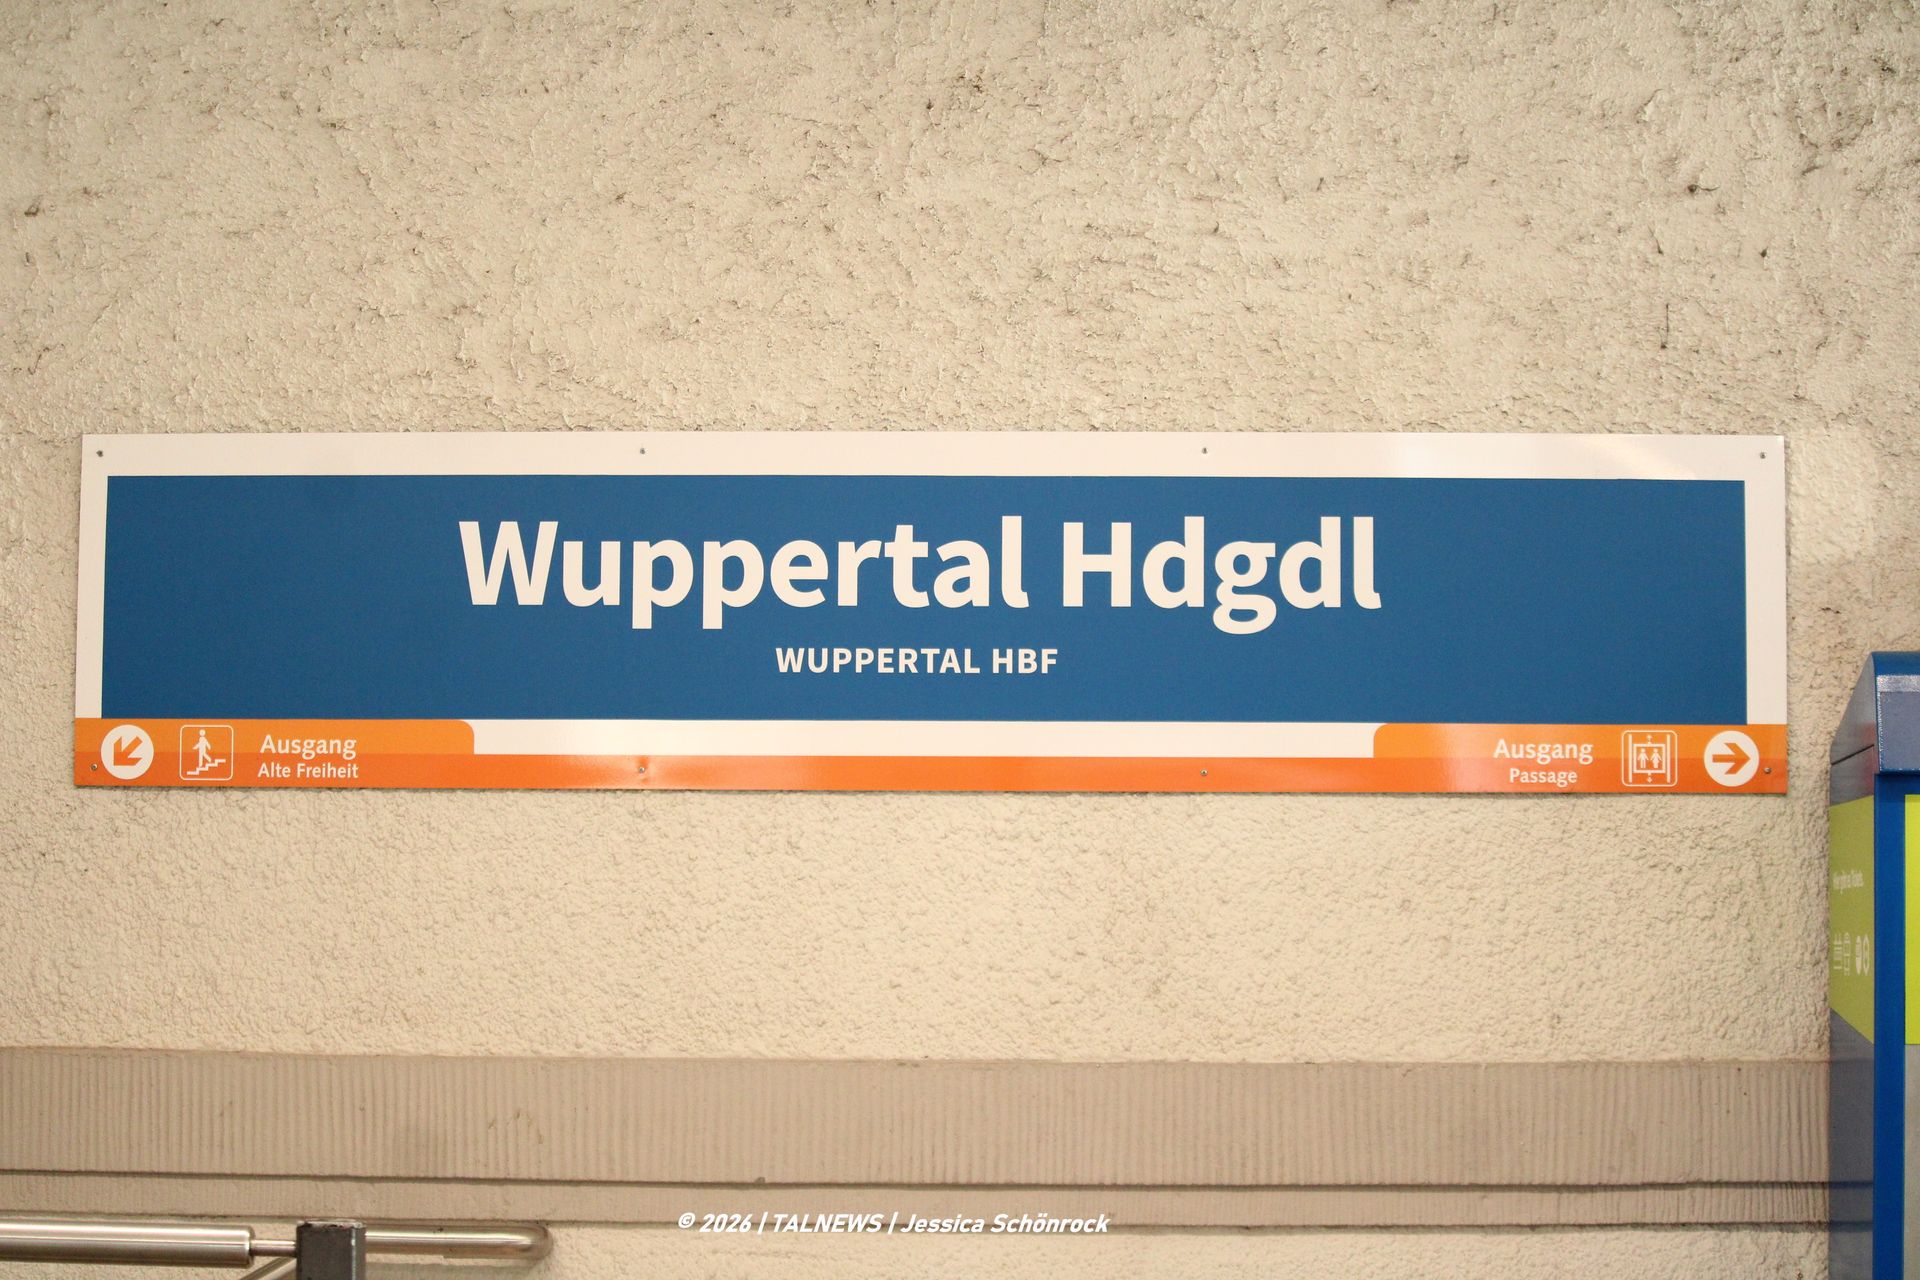 Wuppertal Hdgdl
WUPPERTAL HBF
Ausgang
Alte Freiheit
Ausgang
Passage
© 2026 | TALNEWS | Jessica Schönrock